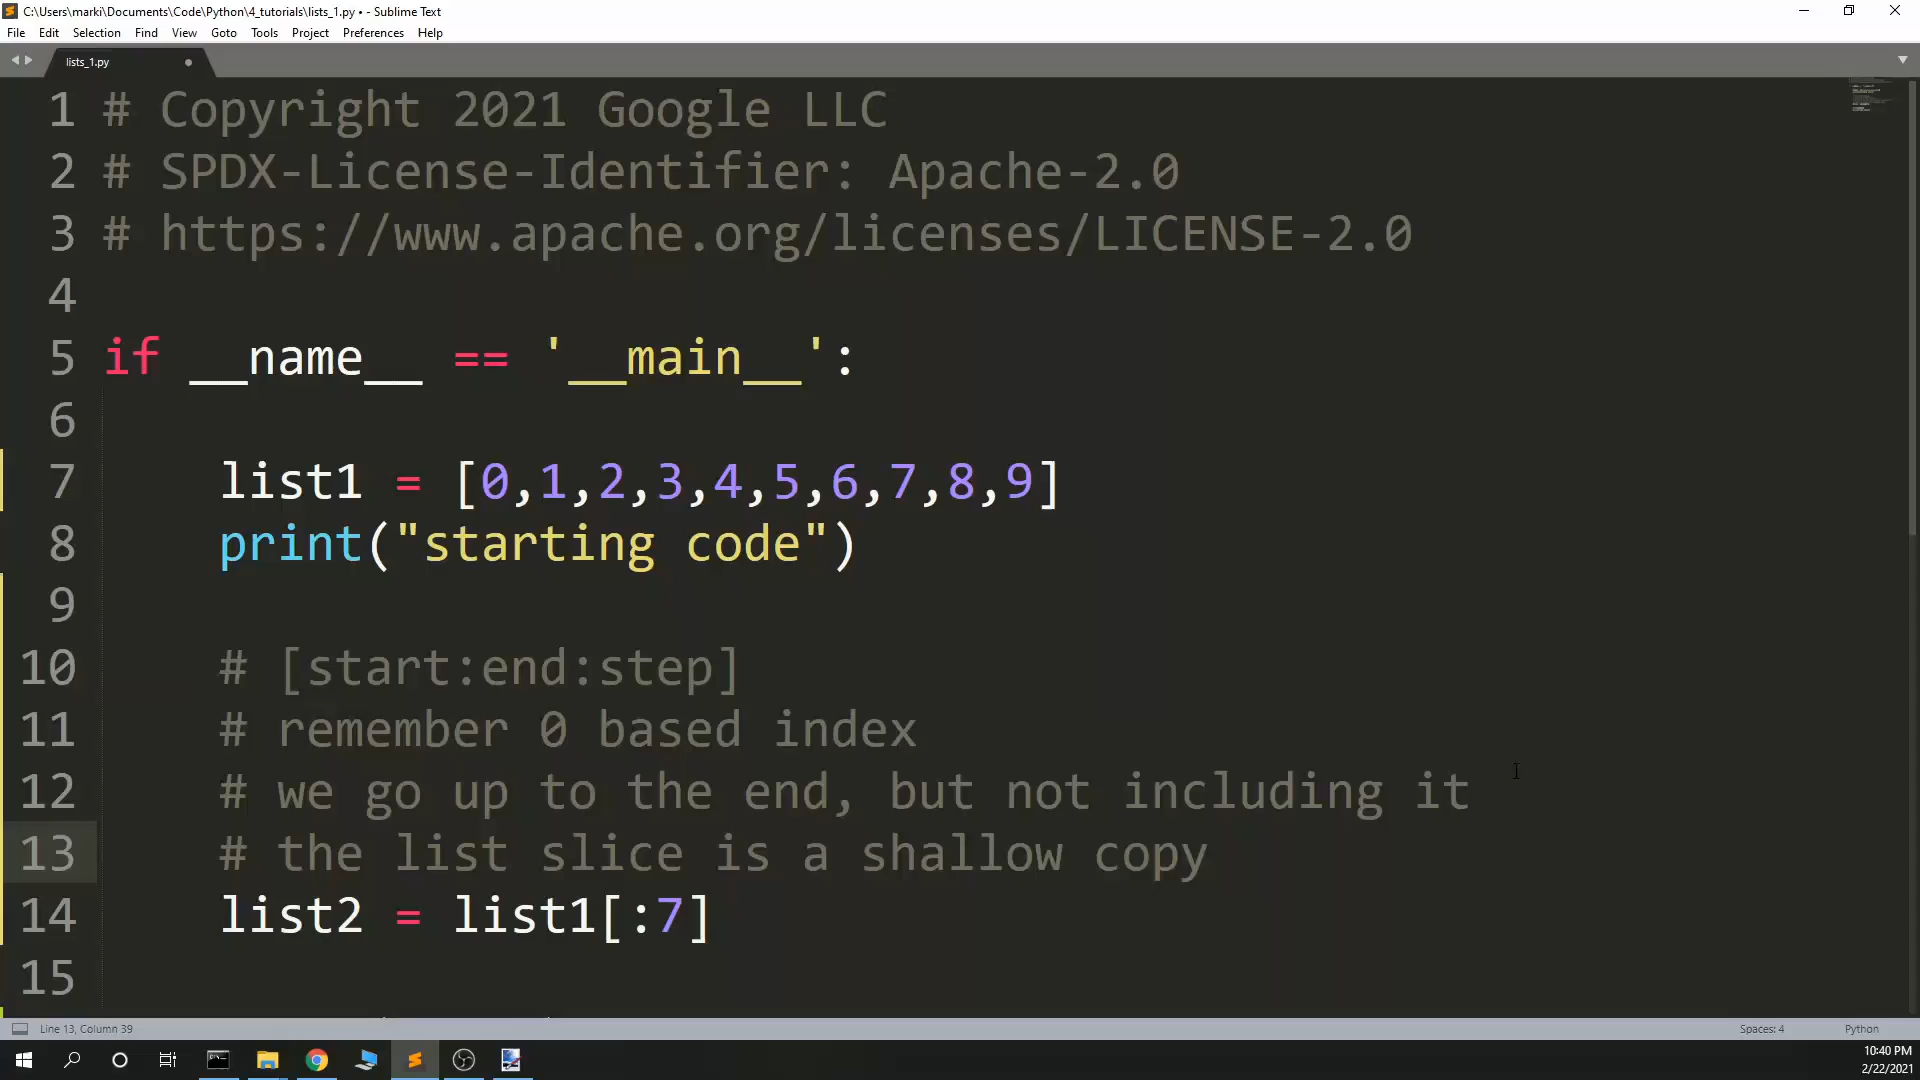 C:\Users\marki\Documents\Code\Python\4_tutorials\lists_1.py • - Sublime Text
File Edit Selection Find View Goto Tools Project Preferences Help
lists_1.py
1 # Copyright 2021 Google LLC
2 # SPDX-License-Identifier: Apache-2.0
3 # https://www.apache.org/licenses/LICENSE-2.0
4
5 if __name__ == '__main__':
6
7 list1 = [0,1,2,3,4,5,6,7,8,9]
8 print("starting code")
9
10 # [start:end:step]
11 # remember 0 based index
12 # we go up to the end, but not including it
13 # the list slice is a shallow copy
14 list2 = list1[:7]
15
Line 13, Column 39 Spaces: 4 Python
10:40 PM
2/22/2021